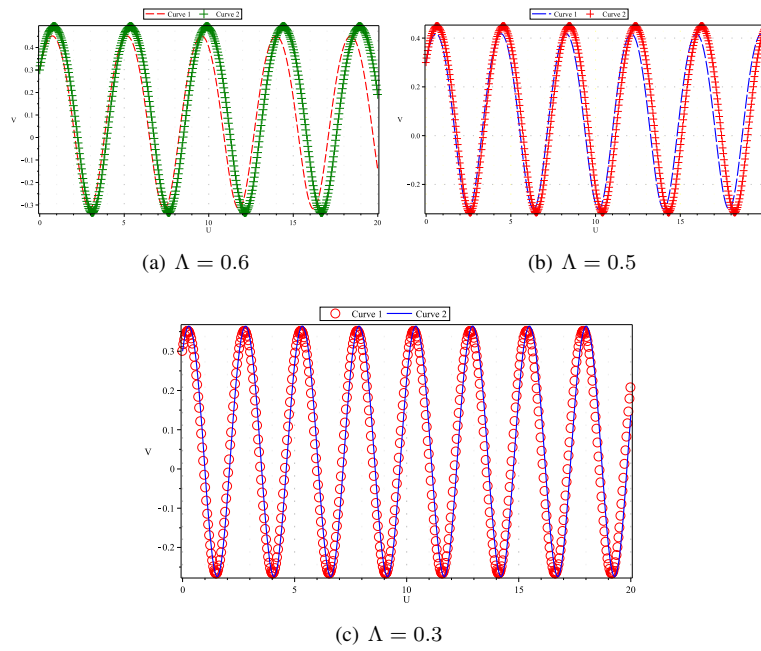 Curve 1 Curve 2
0.4
0.3
0.2
V
0.1
0
−0.1
−0.2
−0.3
0 5 10 15 20
U
(a) Λ = 0.6
Curve 1 Curve 2
0.4
0.2
V
0.0
−0.2
0 5 10 15
U
(b) Λ = 0.5
Curve 1 Curve 2
0.3
0.2
0.1
V
0
−0.1
−0.2
0 5 10 15 20
U
(c) Λ = 0.3